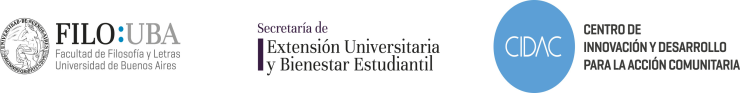 FILO:UBA
Facultad de Filosofía y Letras
Universidad de Buenos Aires
Secretaría de
Extensión Universitaria
y Bienestar Estudiantil
CIDAC
CENTRO DE
INNOVACIÓN Y DESARROLLO
PARA LA ACCIÓN COMUNITARIA